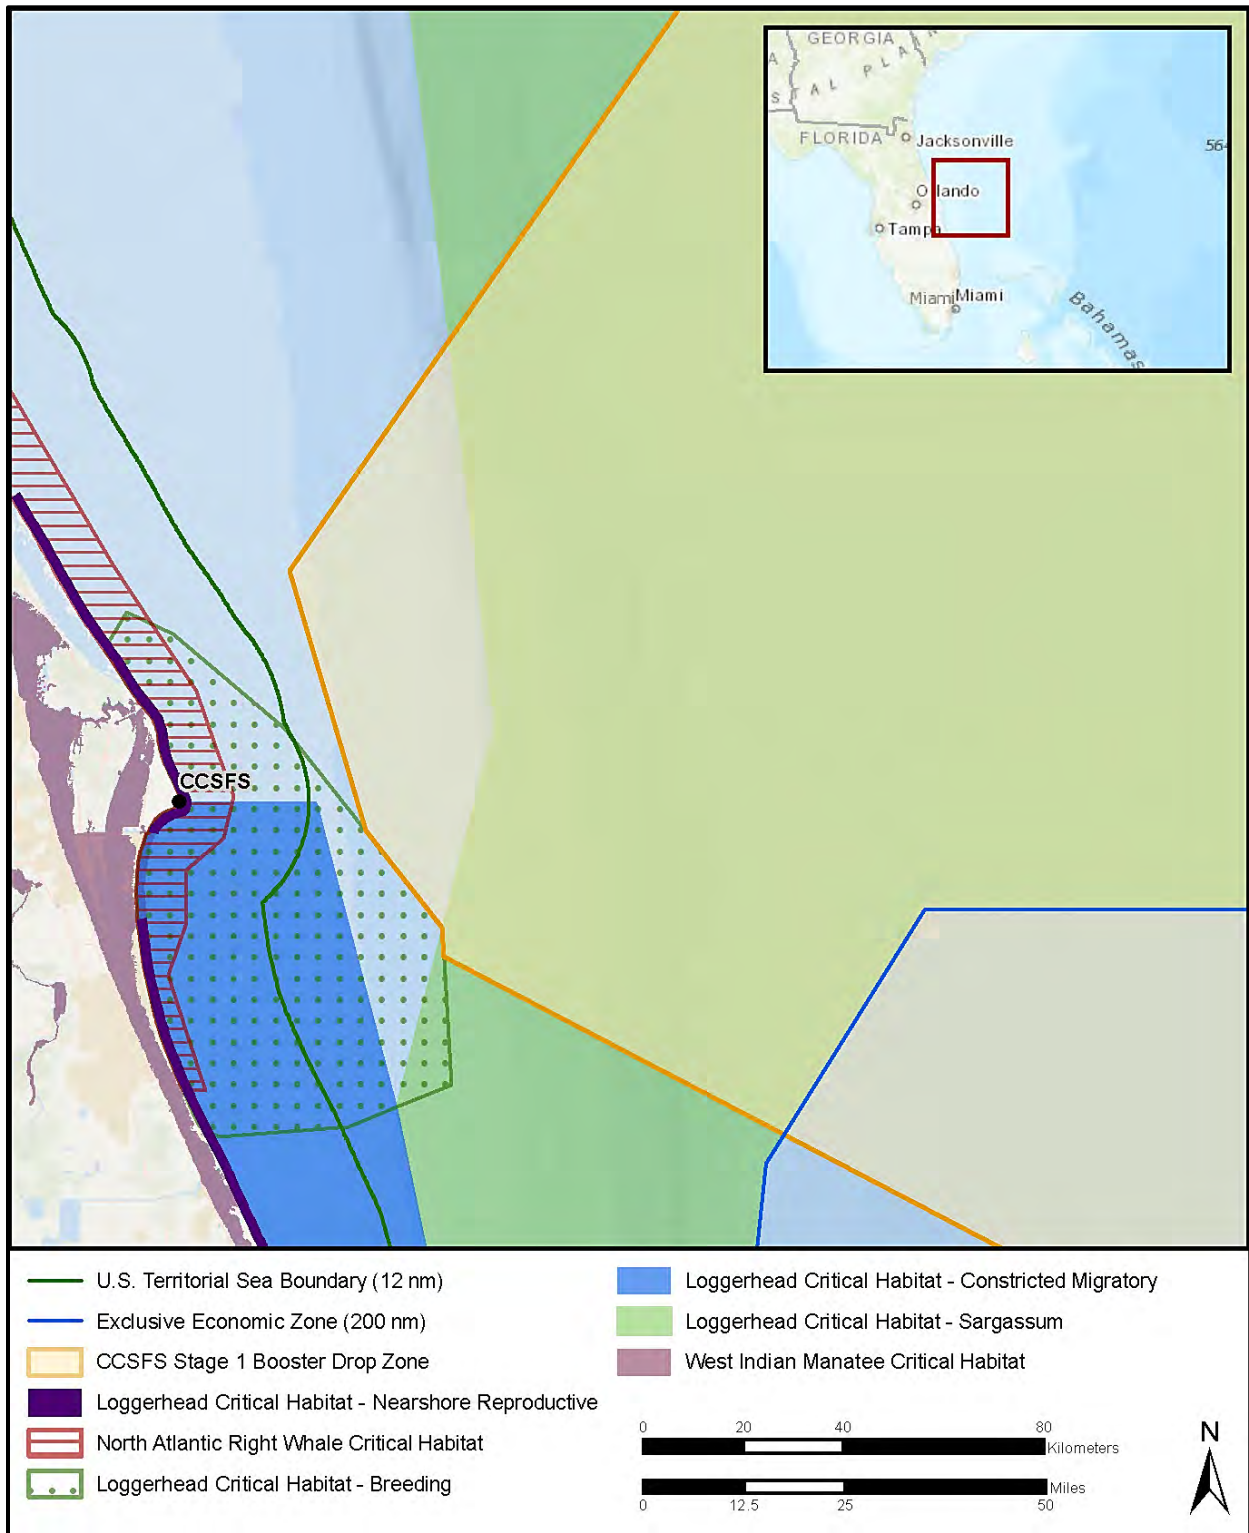 GEORGIA
A
P L A
S
A L
FLORIDA
Jacksonville
564
O lando
Tampa
Miami
Miami
Bahamas
CCSFS
U.S. Territorial Sea Boundary (12 nm)
Exclusive Economic Zone (200 nm)
CCSFS Stage 1 Booster Drop Zone
Loggerhead Critical Habitat - Nearshore Reproductive
North Atlantic Right Whale Critical Habitat
Loggerhead Critical Habitat - Breeding
Loggerhead Critical Habitat - Constricted Migratory
Loggerhead Critical Habitat - Sargassum
West Indian Manatee Critical Habitat
0 20 40 80
Kilometers
Miles
0 12.5 25 50
N